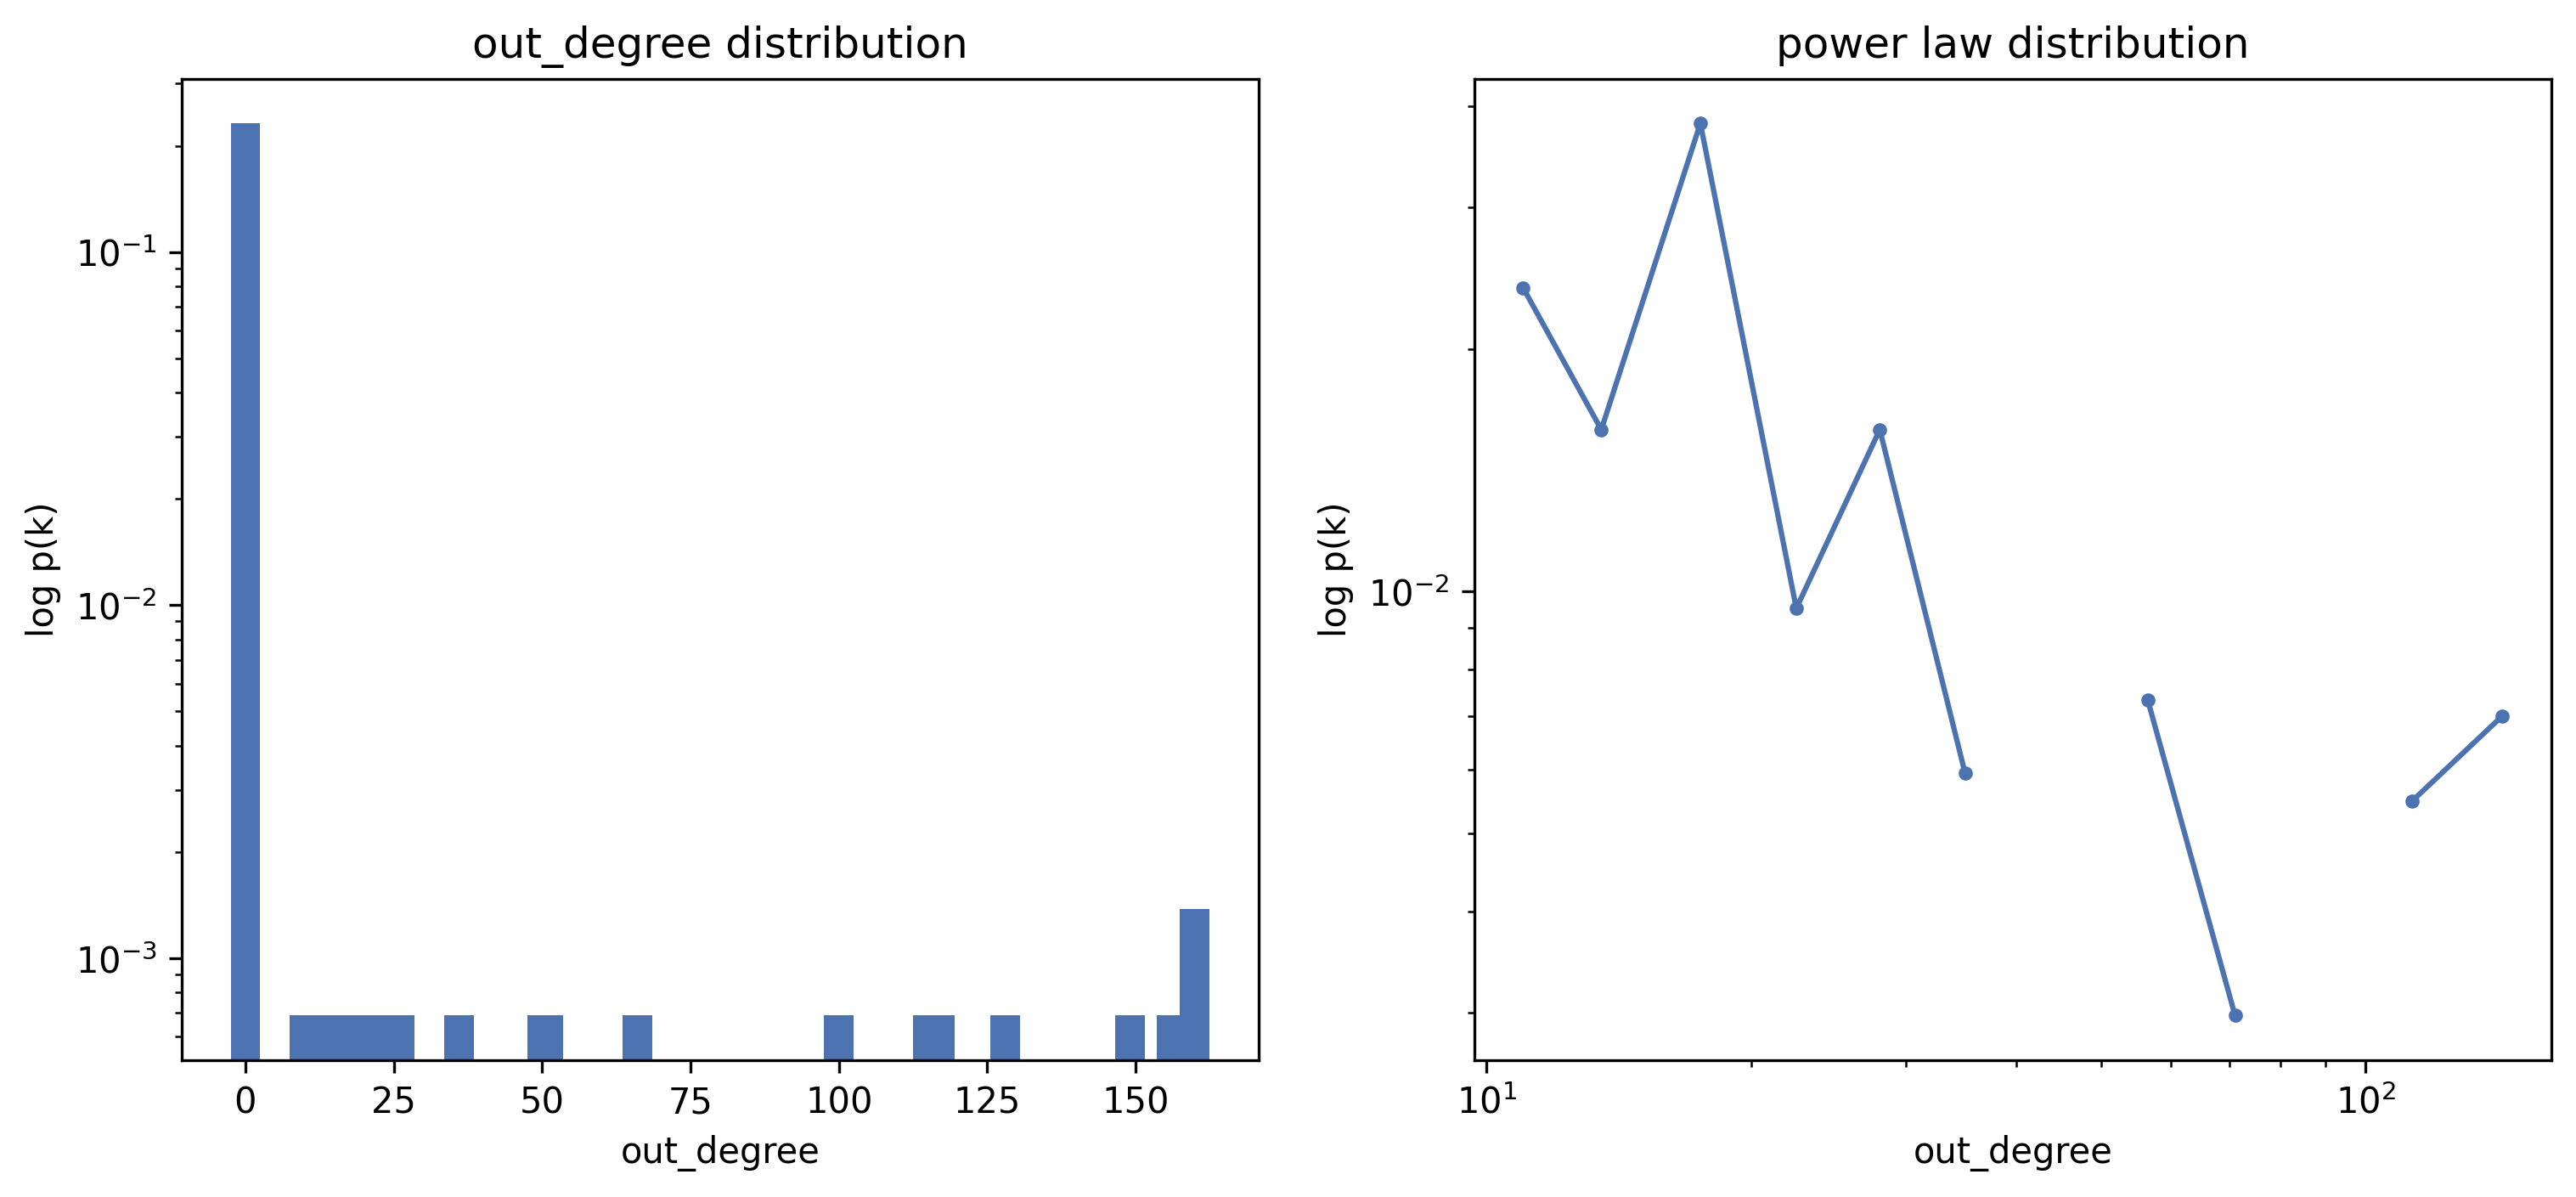 out_degree distribution
log p(k)
10⁻¹
10⁻²
10⁻³
0 25 50 75 100 125 150
out_degree
power law distribution
log p(k)
10⁻²
10¹ 10²
out_degree